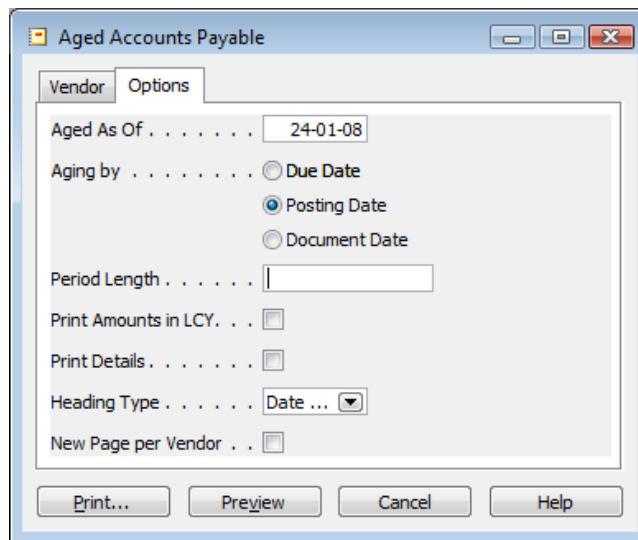 Aged Accounts Payable
Vendor Options
Aged As Of . . . . . . . 24-01-08
Aging by . . . . . . . . Due Date
Posting Date
Document Date
Period Length . . . . . .
Print Amounts in LCY. . .
Print Details . . . . . . .
Heading Type . . . . . . Date ...
New Page per Vendor . .
Print... Preview Cancel Help